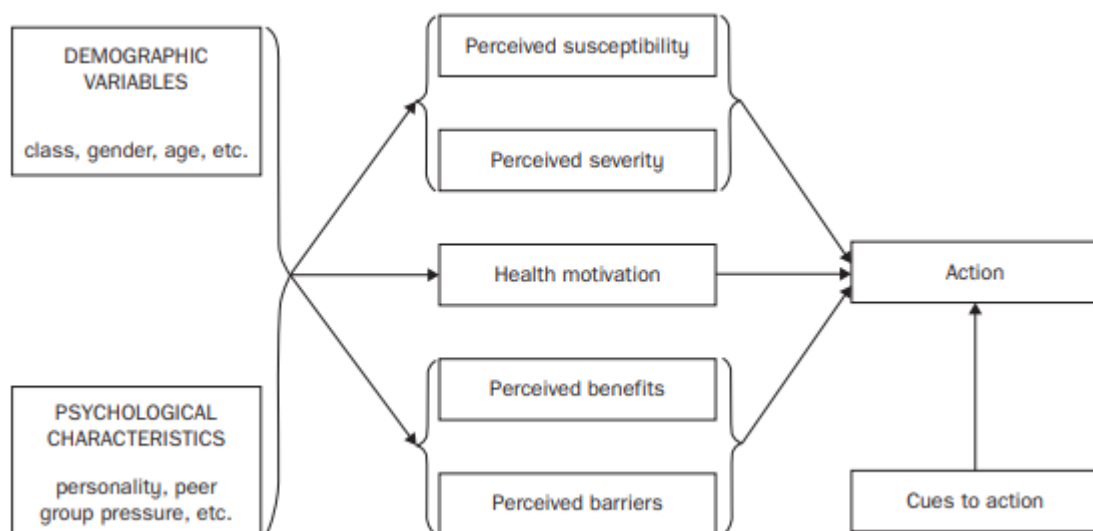 DEMOGRAPHIC
VARIABLES
class, gender, age, etc.
PSYCHOLOGICAL
CHARACTERISTICS
personality, peer
group pressure, etc.
Perceived susceptibility
Perceived severity
Health motivation
Perceived benefits
Perceived barriers
Action
Cues to action